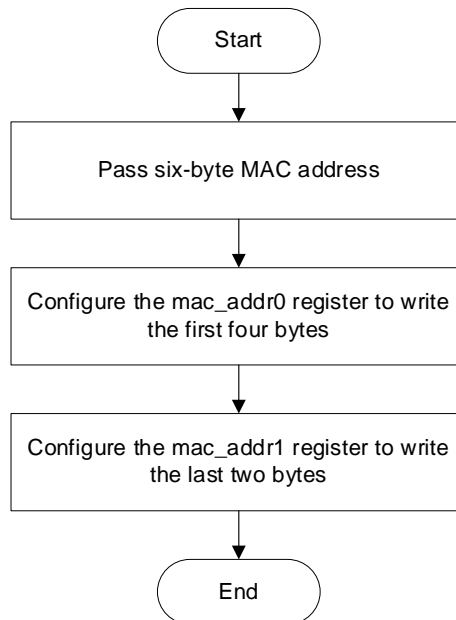 Start
Pass six-byte MAC address
Configure the mac_addr0 register to write
the first four bytes
Configure the mac_addr1 register to write
the last two bytes
End